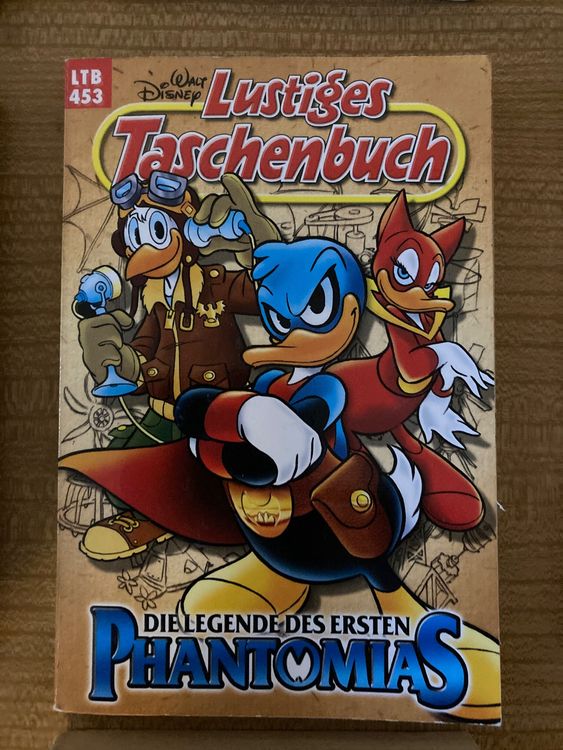 LTB
453
WALT
DISNEY
Lustiges
Taschenbuch
DIE LEGENDE DES ERSTEN
PHANTOMIAS